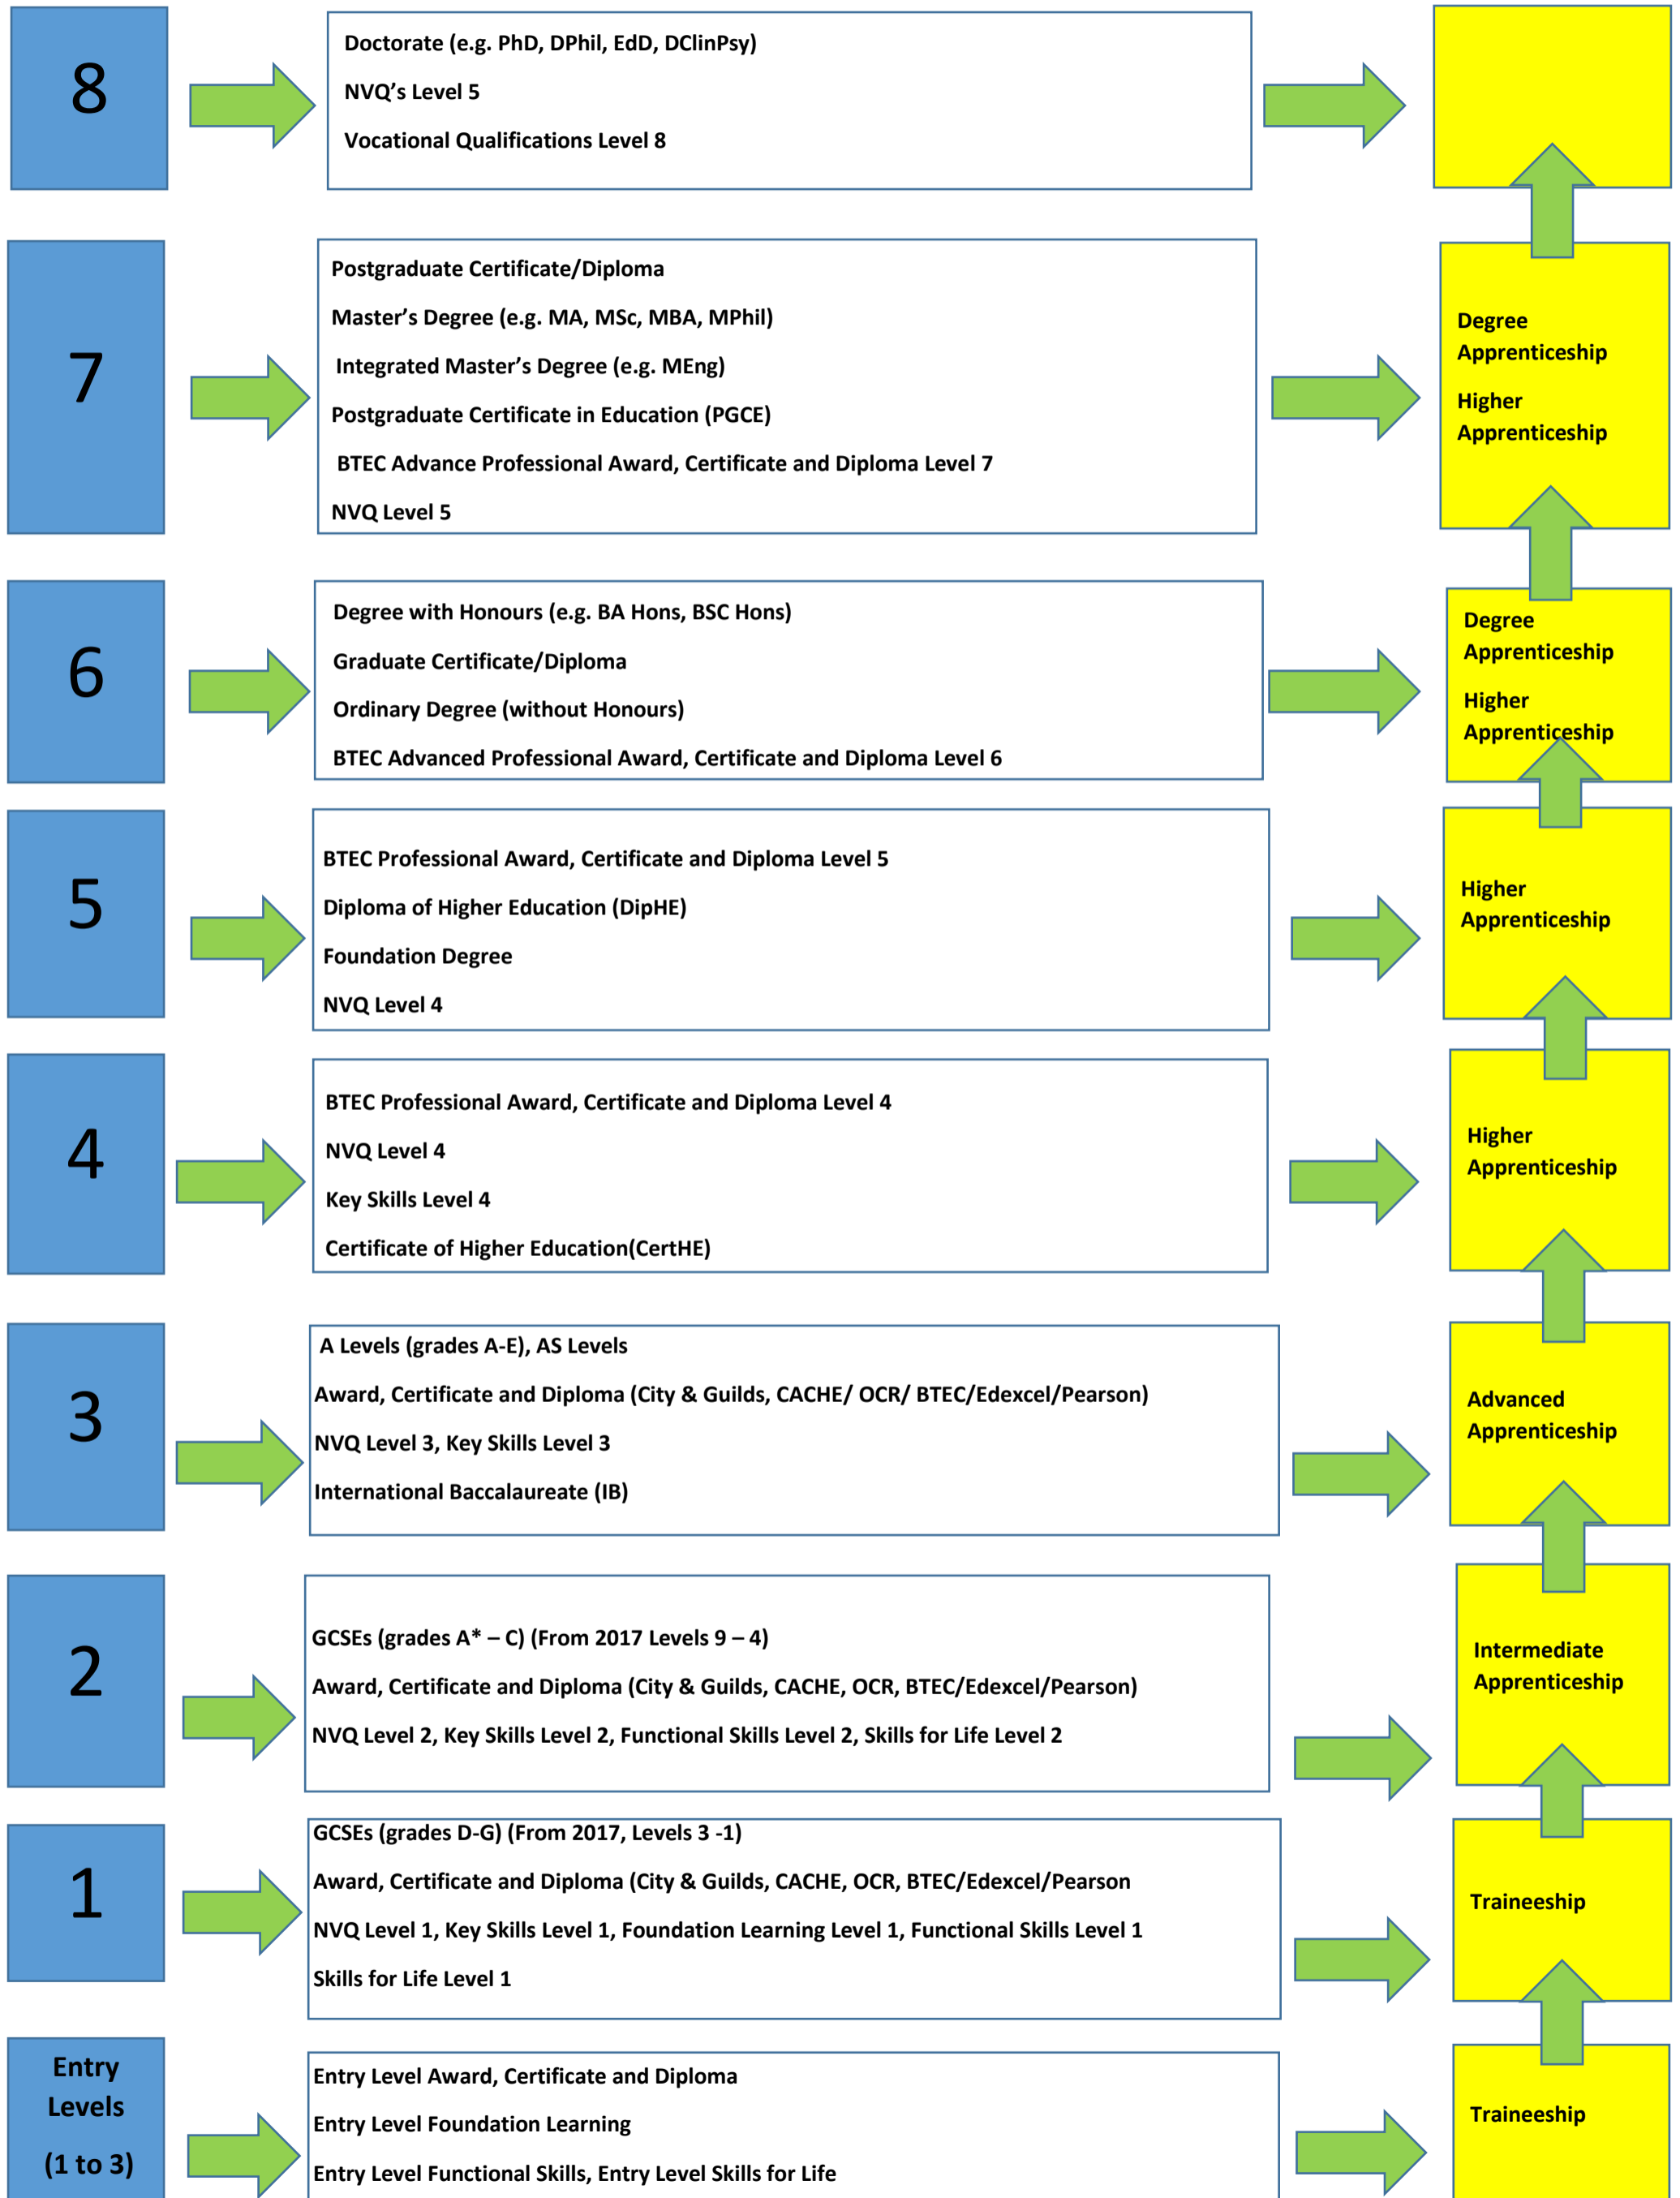 8
Doctorate (e.g. PhD, DPhil, EdD, DClinPsy)
NVQ’s Level 5
Vocational Qualifications Level 8
7
Postgraduate Certificate/Diploma
Master’s Degree (e.g. MA, MSc, MBA, MPhil)
Integrated Master’s Degree (e.g. MEng)
Postgraduate Certificate in Education (PGCE)
BTEC Advance Professional Award, Certificate and Diploma Level 7
NVQ Level 5
Degree
Apprenticeship
Higher
Apprenticeship
6
Degree with Honours (e.g. BA Hons, BSC Hons)
Graduate Certificate/Diploma
Ordinary Degree (without Honours)
BTEC Advanced Professional Award, Certificate and Diploma Level 6
Degree
Apprenticeship
Higher
Apprenticeship
5
BTEC Professional Award, Certificate and Diploma Level 5
Diploma of Higher Education (DipHE)
Foundation Degree
NVQ Level 4
Higher
Apprenticeship
4
BTEC Professional Award, Certificate and Diploma Level 4
NVQ Level 4
Key Skills Level 4
Certificate of Higher Education(CertHE)
Higher
Apprenticeship
3
A Levels (grades A-E), AS Levels
Award, Certificate and Diploma (City & Guilds, CACHE/ OCR/ BTEC/Edexcel/Pearson)
NVQ Level 3, Key Skills Level 3
International Baccalaureate (IB)
Advanced
Apprenticeship
2
GCSEs (grades A* – C) (From 2017 Levels 9 – 4)
Award, Certificate and Diploma (City & Guilds, CACHE, OCR, BTEC/Edexcel/Pearson)
NVQ Level 2, Key Skills Level 2, Functional Skills Level 2, Skills for Life Level 2
Intermediate
Apprenticeship
1
GCSEs (grades D-G) (From 2017, Levels 3 -1)
Award, Certificate and Diploma (City & Guilds, CACHE, OCR, BTEC/Edexcel/Pearson
NVQ Level 1, Key Skills Level 1, Foundation Learning Level 1, Functional Skills Level 1
Skills for Life Level 1
Traineeship
Entry
Levels
(1 to 3)
Entry Level Award, Certificate and Diploma
Entry Level Foundation Learning
Entry Level Functional Skills, Entry Level Skills for Life
Traineeship